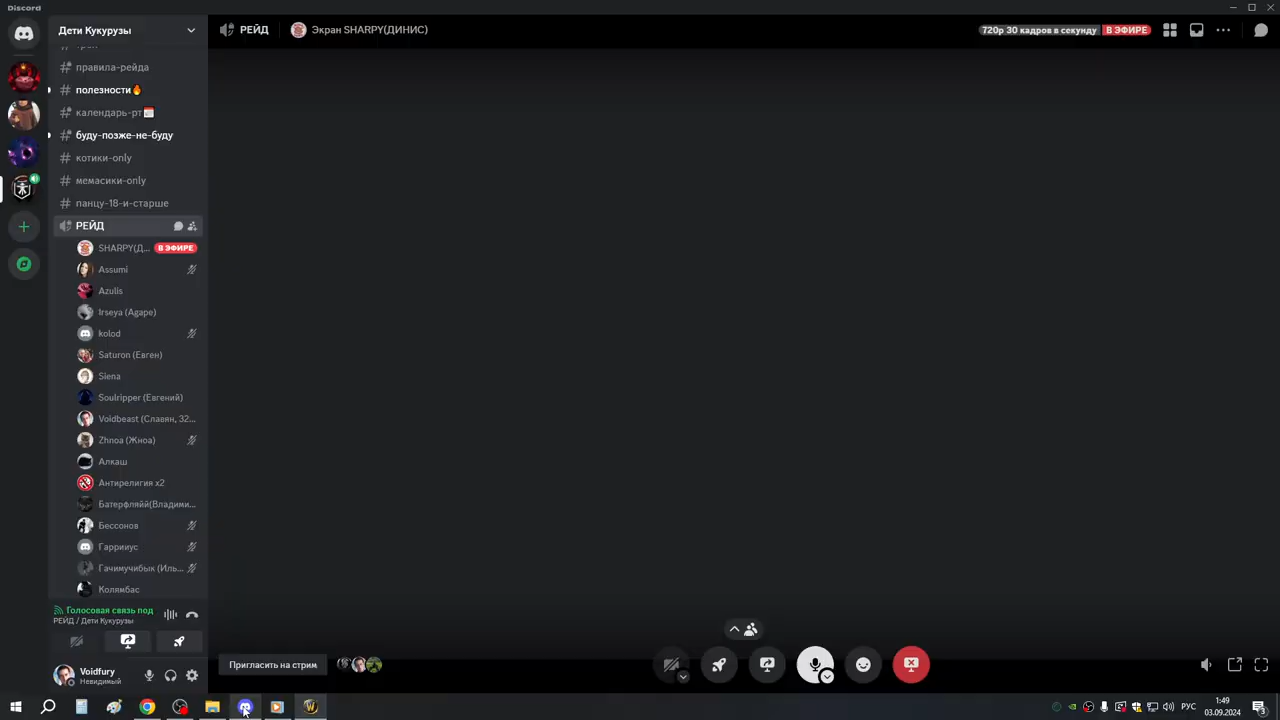 Discord
Дети Кукурузы
РЕЙД
Экран SHARPY(ДИНИС)
720p 30 кадров в секунду
В ЭФИРЕ
правила-рейда
полезности🔥
календарь-рт
буду-позже-не-буду
котики-only
мемасики-only
панцу-18-и-старше
РЕЙД
SHARPY(Д... В ЭФИРЕ
Assumi
Azulis
Irseya (Agape)
kolod
Saturon (Евген)
Siena
Soulripper (Евгений)
Voidbeast (Славян, 32...
Zhnoa (Жноа)
Алкаш
Антирелигия x2
Батерфляйй(Владими...
Бессонов
Гаррииус
Гачимучибык (Иль...
Колямбас
Голосовая связь под
РЕЙД / Дети Кукурузы
Пригласить на стрим
Voidfury
Невидимый
РУС
1:49
03.09.2024